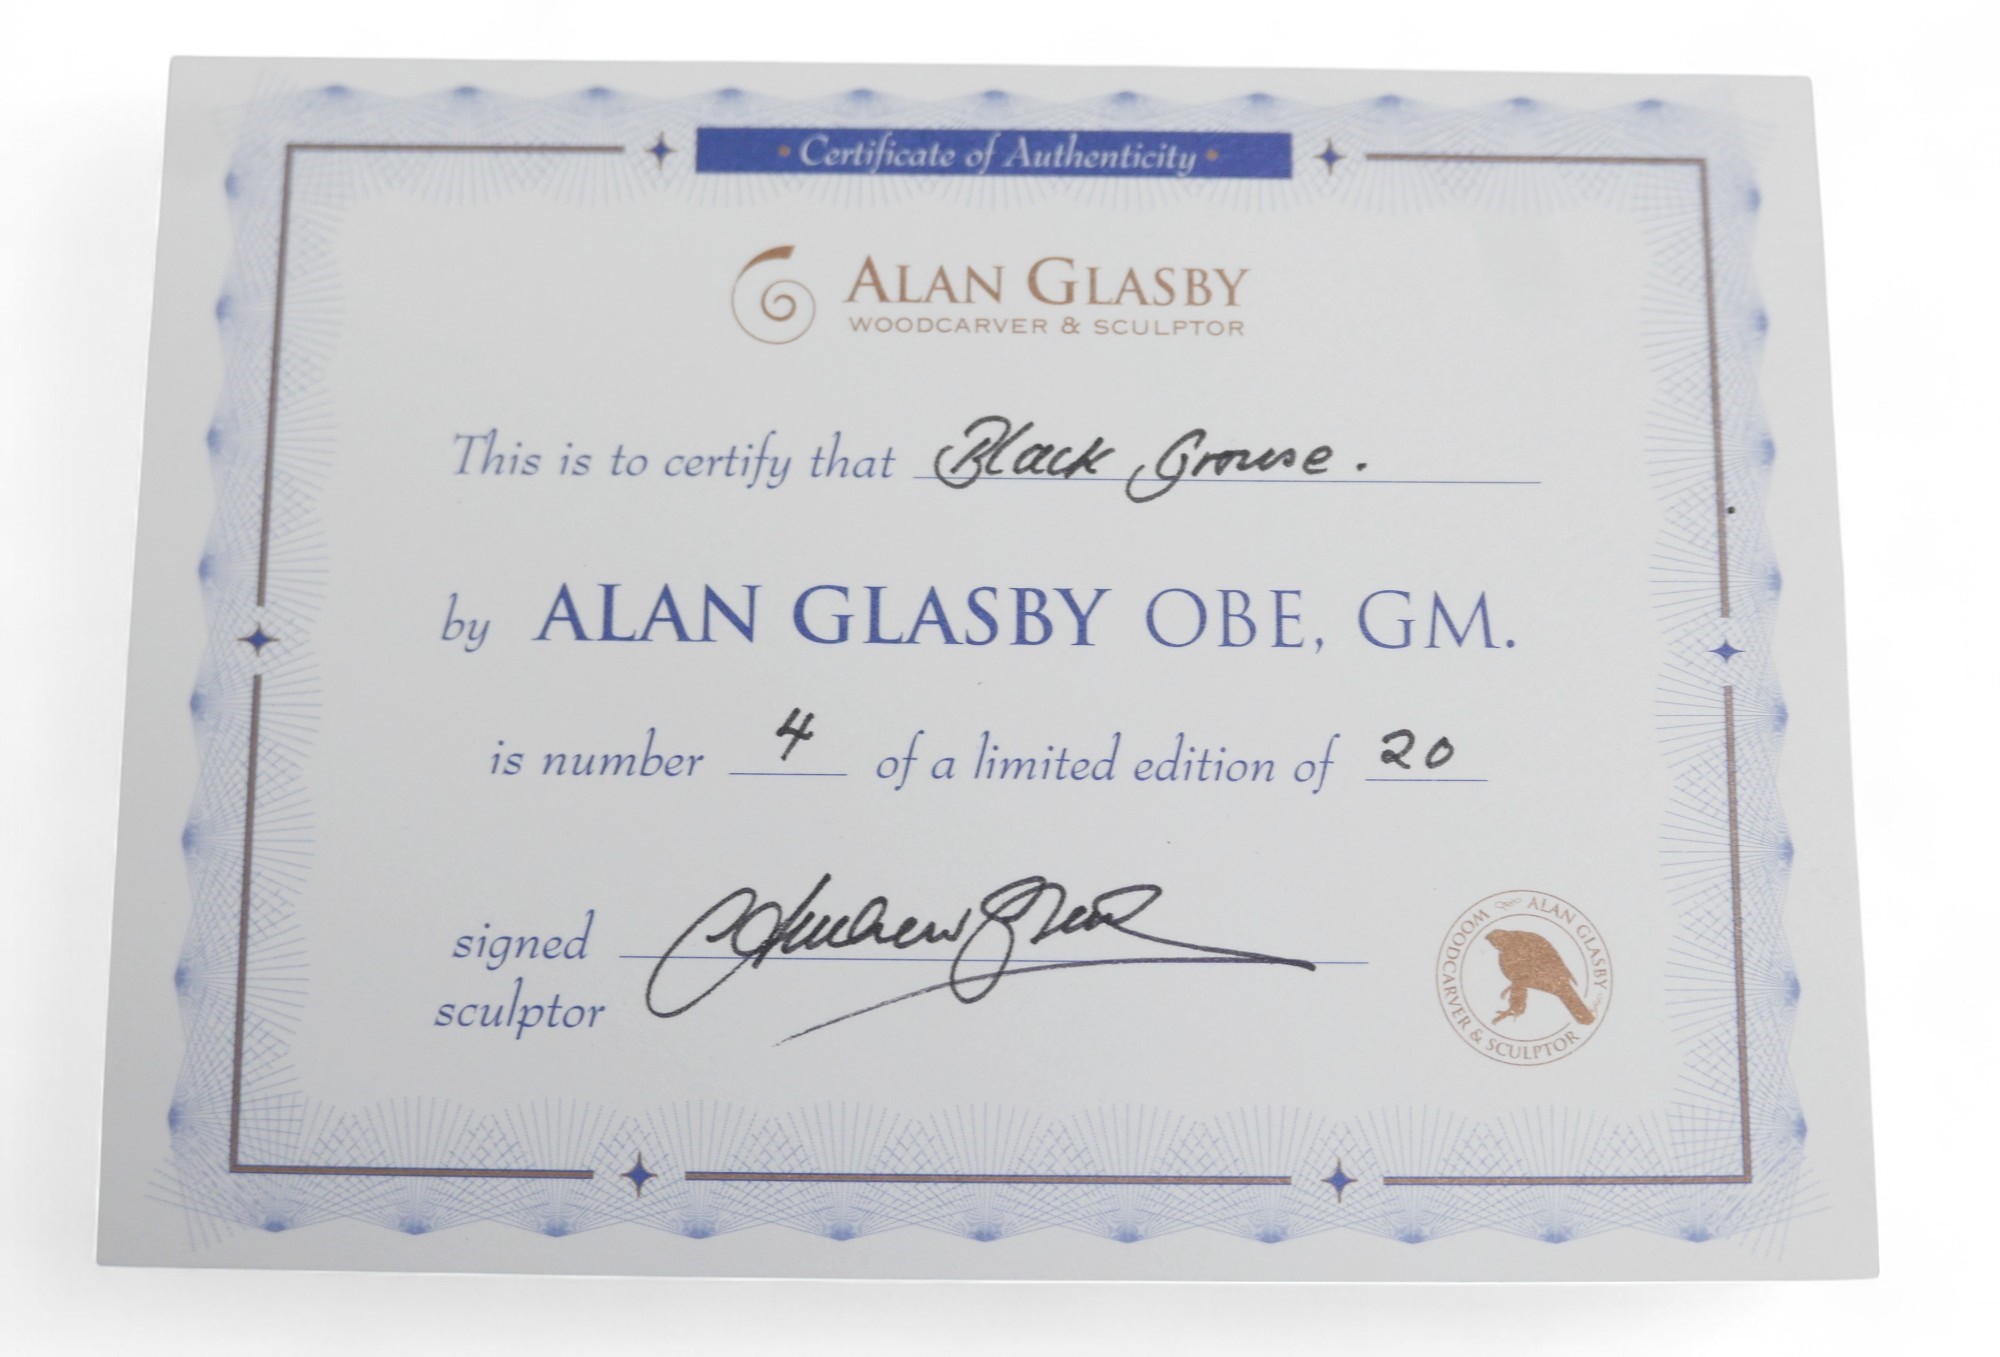 • Certificate of Authenticity •
ALAN GLASBY
WOODCARVER & SCULPTOR
This is to certify that Black Grouse.
by ALAN GLASBY OBE, GM.
is number 4 of a limited edition of 20
signed
sculptor
ALAN GLASBY
WOODCARVER & SCULPTOR